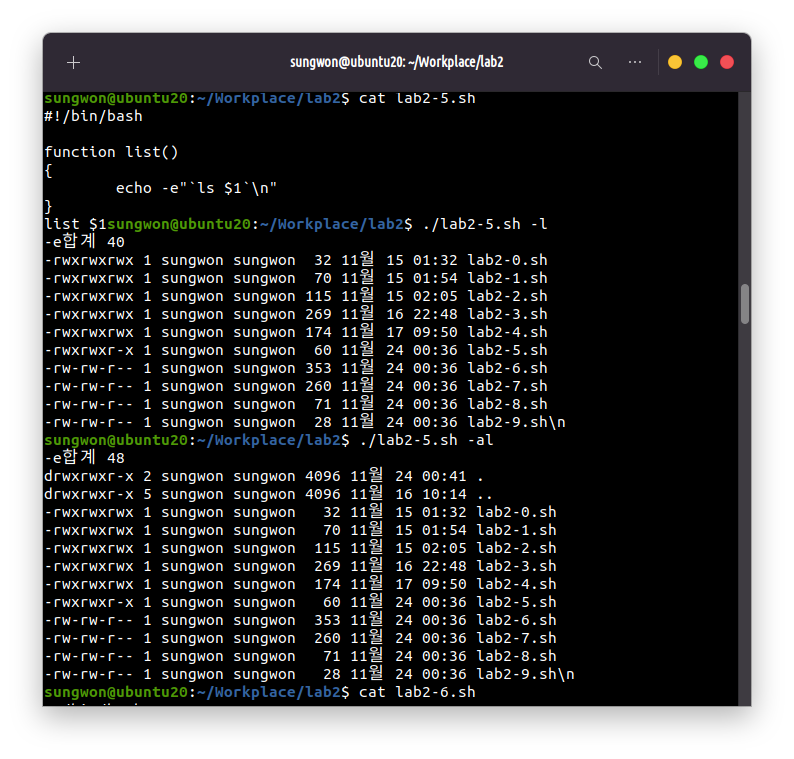 sungwon@ubuntu20: ~/Workplace/lab2
sungwon@ubuntu20:~/Workplace/lab2$ cat lab2-5.sh
#!/bin/bash
function list()
{
        echo -e"`ls $1`\n"
}
list $1sungwon@ubuntu20:~/Workplace/lab2$ ./lab2-5.sh -l
-e합계 40
-rwxrwxrwx 1 sungwon sungwon  32 11월 15 01:32 lab2-0.sh
-rwxrwxrwx 1 sungwon sungwon  70 11월 15 01:54 lab2-1.sh
-rwxrwxrwx 1 sungwon sungwon 115 11월 15 02:05 lab2-2.sh
-rwxrwxrwx 1 sungwon sungwon 269 11월 16 22:48 lab2-3.sh
-rwxrwxrwx 1 sungwon sungwon 174 11월 17 09:50 lab2-4.sh
-rwxrwxr-x 1 sungwon sungwon  60 11월 24 00:36 lab2-5.sh
-rw-rw-r-- 1 sungwon sungwon 353 11월 24 00:36 lab2-6.sh
-rw-rw-r-- 1 sungwon sungwon 260 11월 24 00:36 lab2-7.sh
-rw-rw-r-- 1 sungwon sungwon  71 11월 24 00:36 lab2-8.sh
-rw-rw-r-- 1 sungwon sungwon  28 11월 24 00:36 lab2-9.sh\n
sungwon@ubuntu20:~/Workplace/lab2$ ./lab2-5.sh -al
-e합계 48
drwxrwxr-x 2 sungwon sungwon 4096 11월 24 00:41 .
drwxrwxr-x 5 sungwon sungwon 4096 11월 16 10:14 ..
-rwxrwxrwx 1 sungwon sungwon   32 11월 15 01:32 lab2-0.sh
-rwxrwxrwx 1 sungwon sungwon   70 11월 15 01:54 lab2-1.sh
-rwxrwxrwx 1 sungwon sungwon  115 11월 15 02:05 lab2-2.sh
-rwxrwxrwx 1 sungwon sungwon  269 11월 16 22:48 lab2-3.sh
-rwxrwxrwx 1 sungwon sungwon  174 11월 17 09:50 lab2-4.sh
-rwxrwxr-x 1 sungwon sungwon   60 11월 24 00:36 lab2-5.sh
-rw-rw-r-- 1 sungwon sungwon  353 11월 24 00:36 lab2-6.sh
-rw-rw-r-- 1 sungwon sungwon  260 11월 24 00:36 lab2-7.sh
-rw-rw-r-- 1 sungwon sungwon   71 11월 24 00:36 lab2-8.sh
-rw-rw-r-- 1 sungwon sungwon   28 11월 24 00:36 lab2-9.sh\n
sungwon@ubuntu20:~/Workplace/lab2$ cat lab2-6.sh